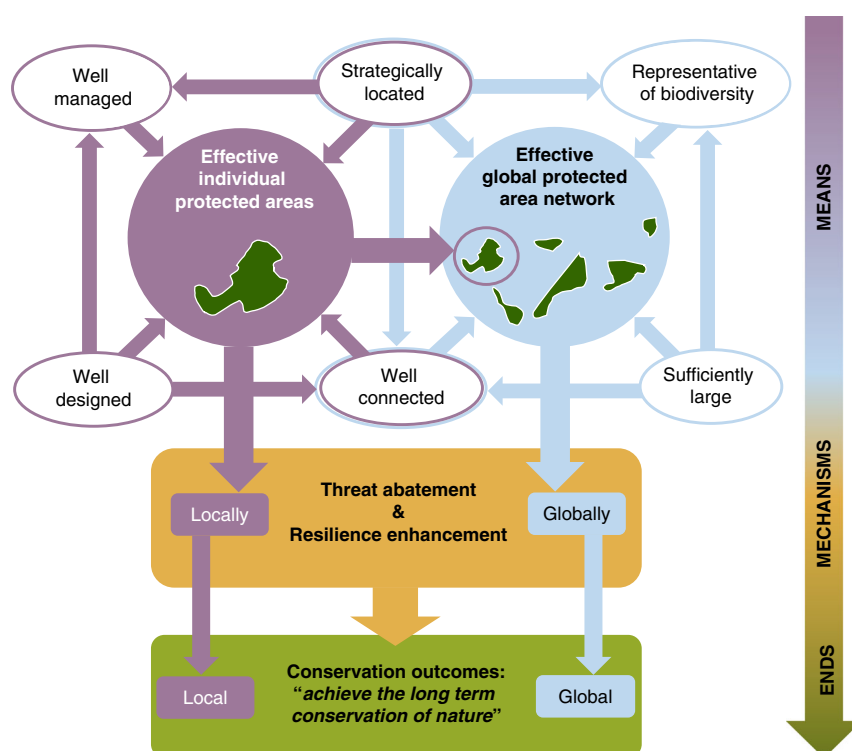 Well
managed
Strategically
located
Representative
of biodiversity
Effective
individual
protected areas
Effective
global protected
area network
Well
designed
Well
connected
Sufficiently
large
Threat abatement
&
Resilience enhancement
Locally
Globally
Conservation outcomes:
“achieve the long term
conservation of nature”
Local
Global
MEANS
MECHANISMS
ENDS